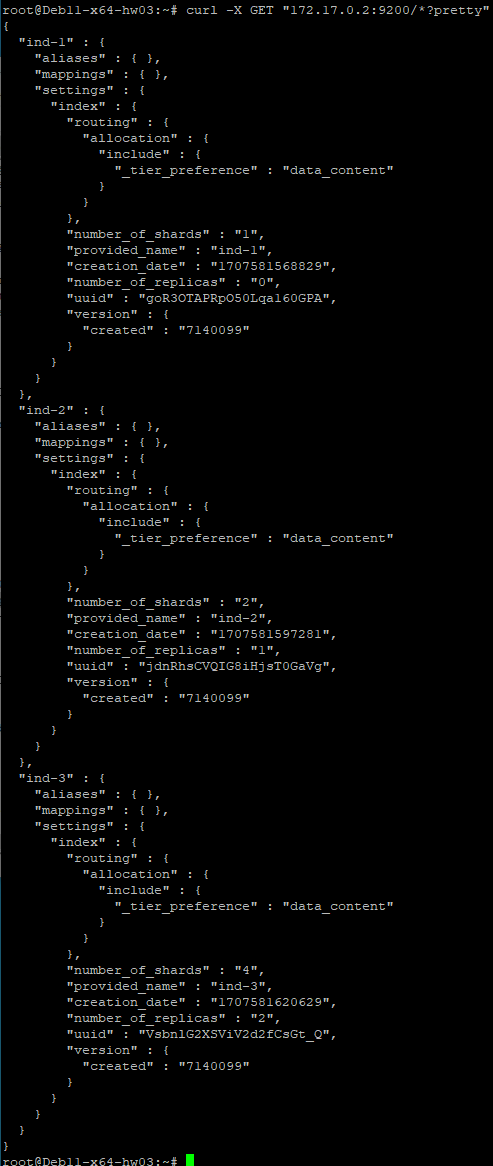 root@Deb11-x64-hw03:~# curl -X GET "172.17.0.2:9200/*?pretty"
{
  "ind-1" : {
    "aliases" : { },
    "mappings" : { },
    "settings" : {
      "index" : {
        "routing" : {
          "allocation" : {
            "include" : {
              "_tier_preference" : "data_content"
            }
          }
        },
        "number_of_shards" : "1",
        "provided_name" : "ind-1",
        "creation_date" : "1707581568829",
        "number_of_replicas" : "0",
        "uuid" : "goR3OTAPRpO50Lqa160GPA",
        "version" : {
          "created" : "7140099"
        }
      }
    }
  },
  "ind-2" : {
    "aliases" : { },
    "mappings" : { },
    "settings" : {
      "index" : {
        "routing" : {
          "allocation" : {
            "include" : {
              "_tier_preference" : "data_content"
            }
          }
        },
        "number_of_shards" : "2",
        "provided_name" : "ind-2",
        "creation_date" : "1707581597281",
        "number_of_replicas" : "1",
        "uuid" : "jdnRhsCVQIG8iHjsT0GaVg",
        "version" : {
          "created" : "7140099"
        }
      }
    }
  },
  "ind-3" : {
    "aliases" : { },
    "mappings" : { },
    "settings" : {
      "index" : {
        "routing" : {
          "allocation" : {
            "include" : {
              "_tier_preference" : "data_content"
            }
          }
        },
        "number_of_shards" : "4",
        "provided_name" : "ind-3",
        "creation_date" : "1707581620629",
        "number_of_replicas" : "2",
        "uuid" : "VsbnlG2XSViV2d2fCsGt_Q",
        "version" : {
          "created" : "7140099"
        }
      }
    }
  }
}
root@Deb11-x64-hw03:~#